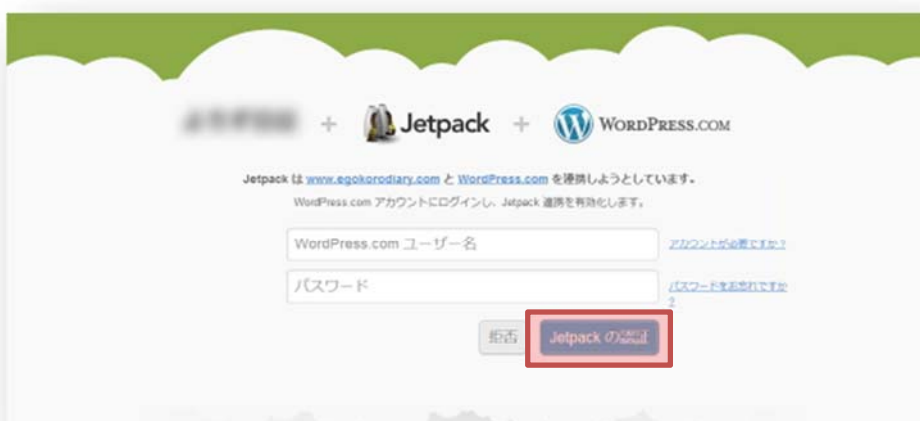 + Jetpack + WORDPRESS.COM
Jetpack は www.egokorodiary.com と WordPress.com を連携しようとしています。
WordPress.com アカウントにログインし、Jetpack 連携を有効化します。
WordPress.com ユーザー名
アカウントが必要ですか ?
パスワード
パスワードをお忘れですか
?
拒否
Jetpack の認証